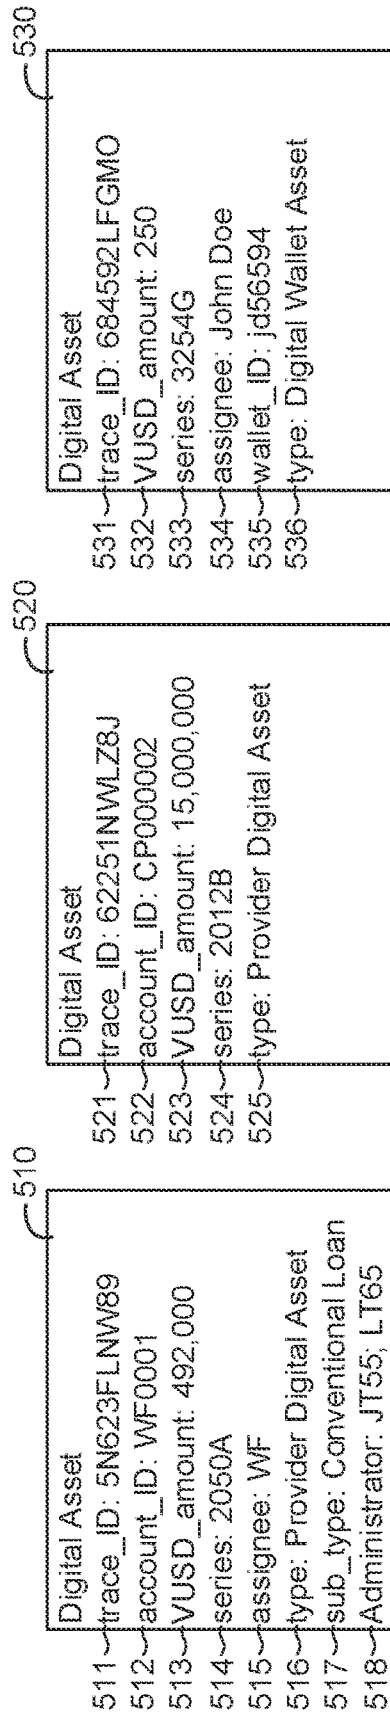 510
Digital Asset
511 trace_ID: 5N623FLNW89
512 account_ID: WF0001
513 VUSD_amount: 492,000
514 series: 2050A
515 assignee: WF
516 type: Provider Digital Asset
517 sub_type: Conventional Loan
518 Administrator: JT55; LT65
520
Digital Asset
521 trace_ID: 62251NWLZ8J
522 account_ID: CP000002
523 VUSD_amount: 15,000,000
524 series: 2012B
525 type: Provider Digital Asset
530
Digital Asset
531 trace_ID: 684592LFGMO
532 VUSD_amount: 250
533 series: 3254G
534 assignee: John Doe
535 wallet_ID: jd56594
536 type: Digital Wallet Asset